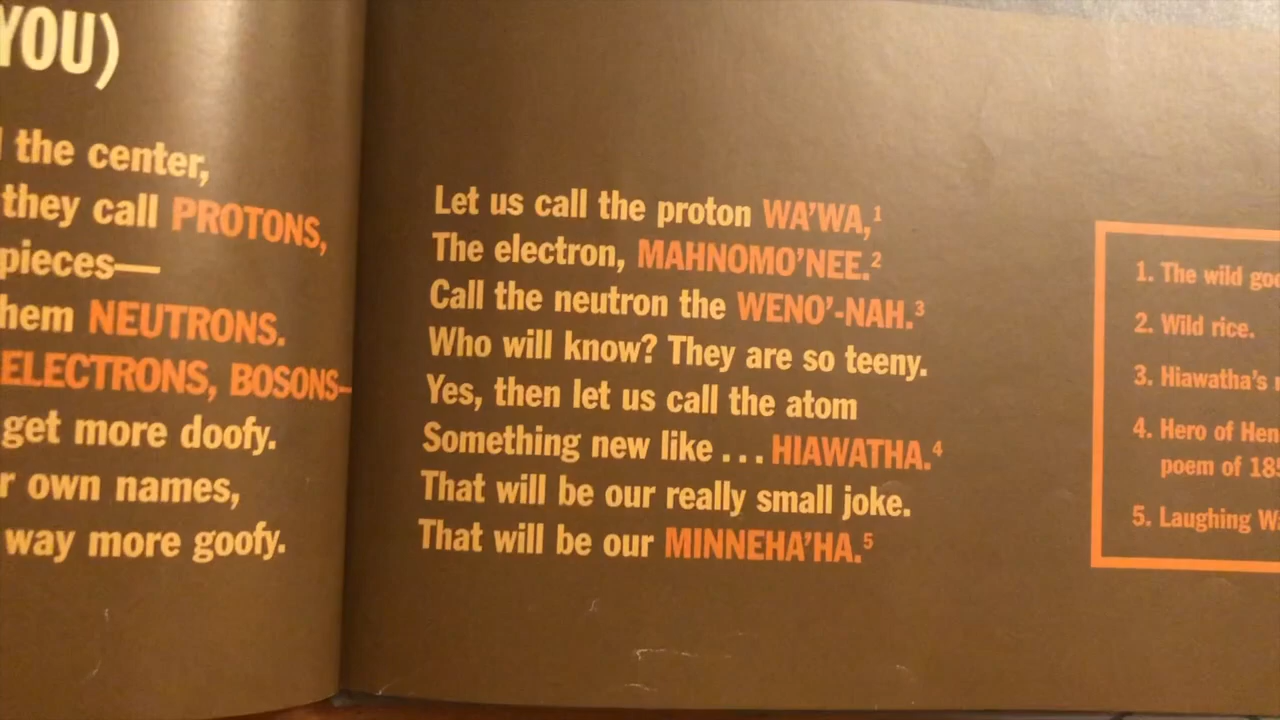 YOU)
the center,
they call PROTONS,
pieces—
NEUTRONS.
ELECTRONS, BOSONS—
get more doofy.
own names,
way more goofy.
Let us call the proton WA'WA,¹
The electron, MAHNOMO'NEE.²
Call the neutron the WENO'-NAH.³
Who will know? They are so teeny.
Yes, then let us call the atom
Something new like . . . HIAWATHA.⁴
That will be our really small joke.
That will be our MINNEHA'HA.⁵
1. The wild
2. Wild rice.
3. Hiawatha's
4. Hero of
poem of
5. Laughing